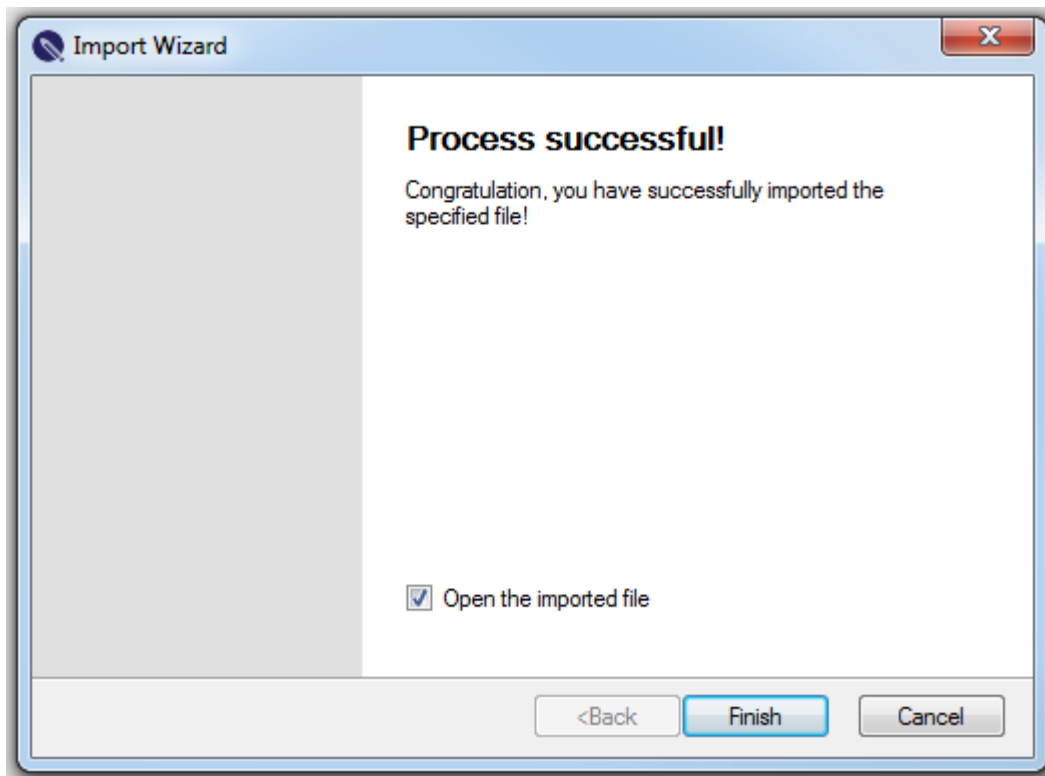 Import Wizard
Process successful!
Congratulation, you have successfully imported the
specified file!
Open the imported file
<Back
Finish
Cancel